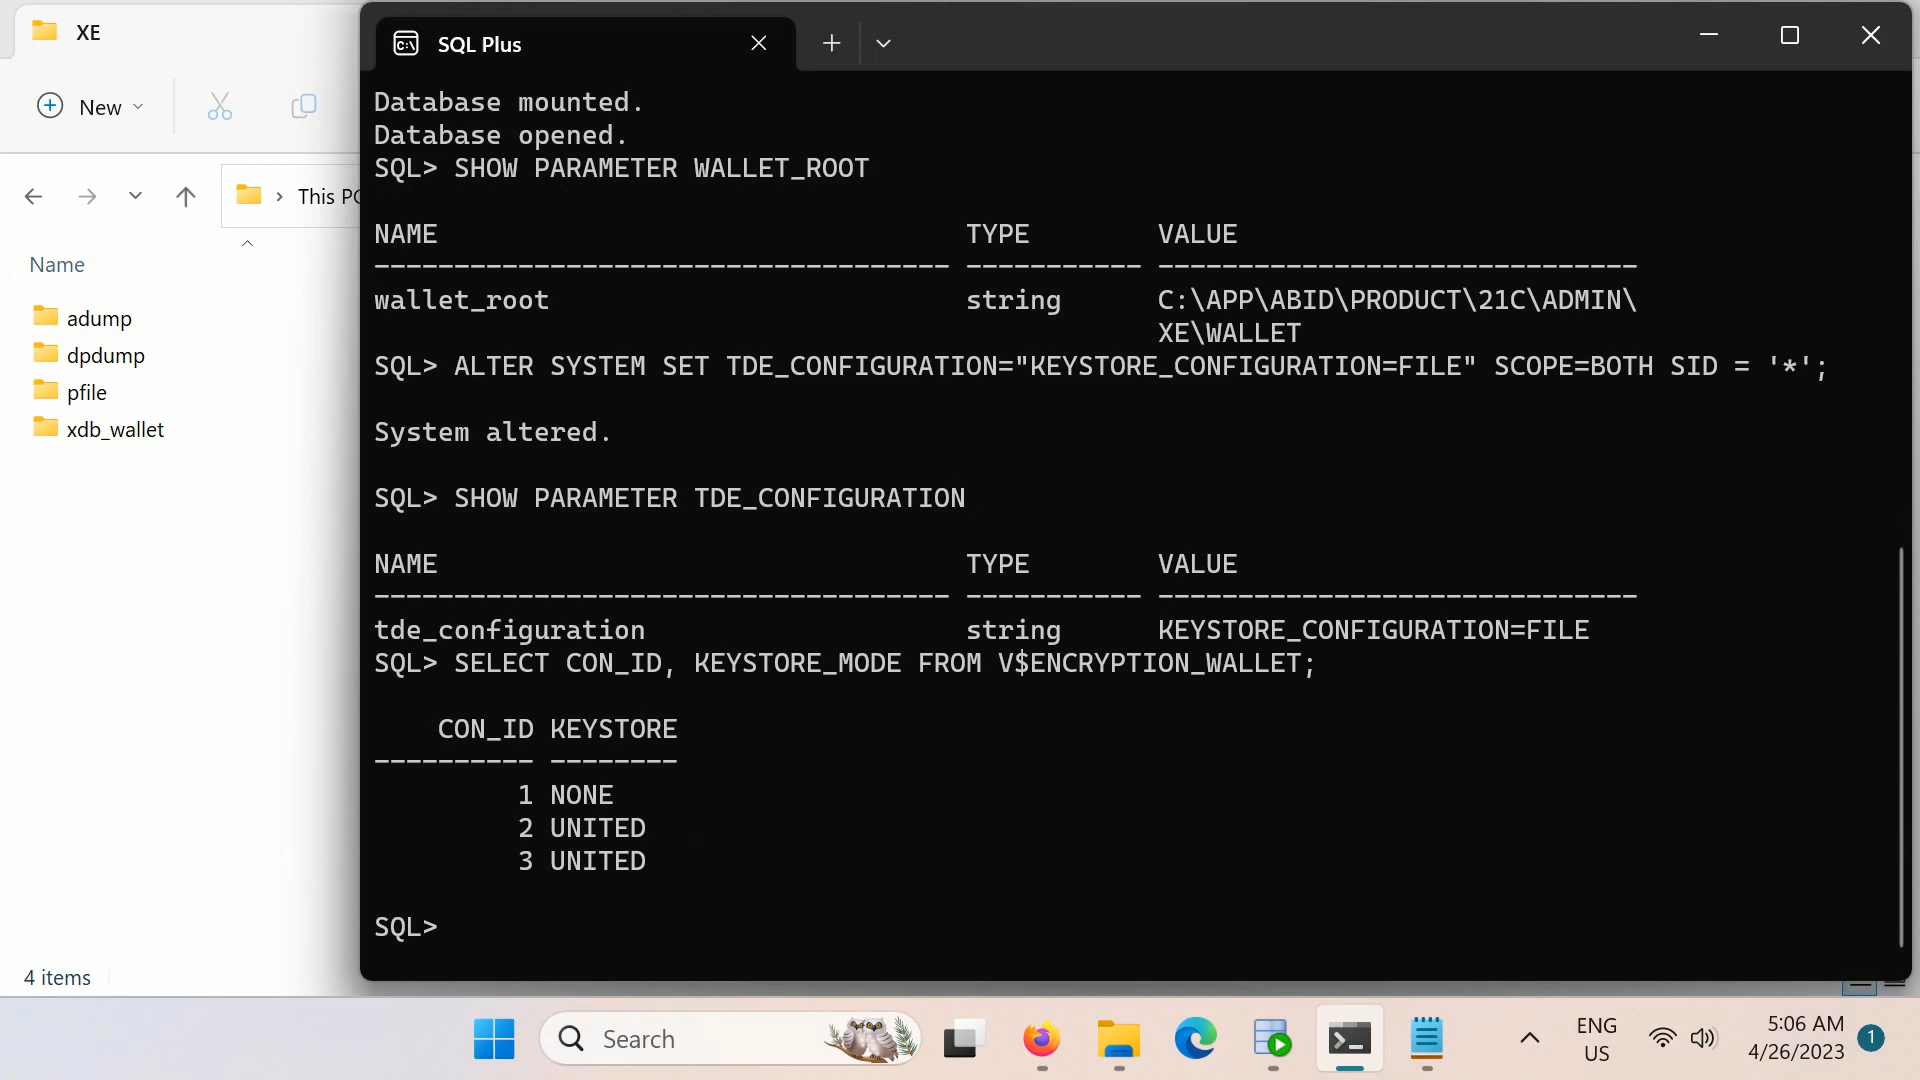 XE
New
This PC
Name
adump
dpdump
pfile
xdb_wallet
4 items
SQL Plus
Database mounted.
Database opened.
SQL> SHOW PARAMETER WALLET_ROOT
NAME TYPE VALUE
------------------------------------ ----------- ------------------------------
wallet_root string C:\APP\ABID\PRODUCT\21C\ADMIN\
XE\WALLET
SQL> ALTER SYSTEM SET TDE_CONFIGURATION="KEYSTORE_CONFIGURATION=FILE" SCOPE=BOTH SID = '*';
System altered.
SQL> SHOW PARAMETER TDE_CONFIGURATION
NAME TYPE VALUE
------------------------------------ ----------- ------------------------------
tde_configuration string KEYSTORE_CONFIGURATION=FILE
SQL> SELECT CON_ID, KEYSTORE_MODE FROM V$ENCRYPTION_WALLET;
CON_ID KEYSTORE
---------- --------
1 NONE
2 UNITED
3 UNITED
SQL>
Search
ENG
US
5:06 AM
4/26/2023
1